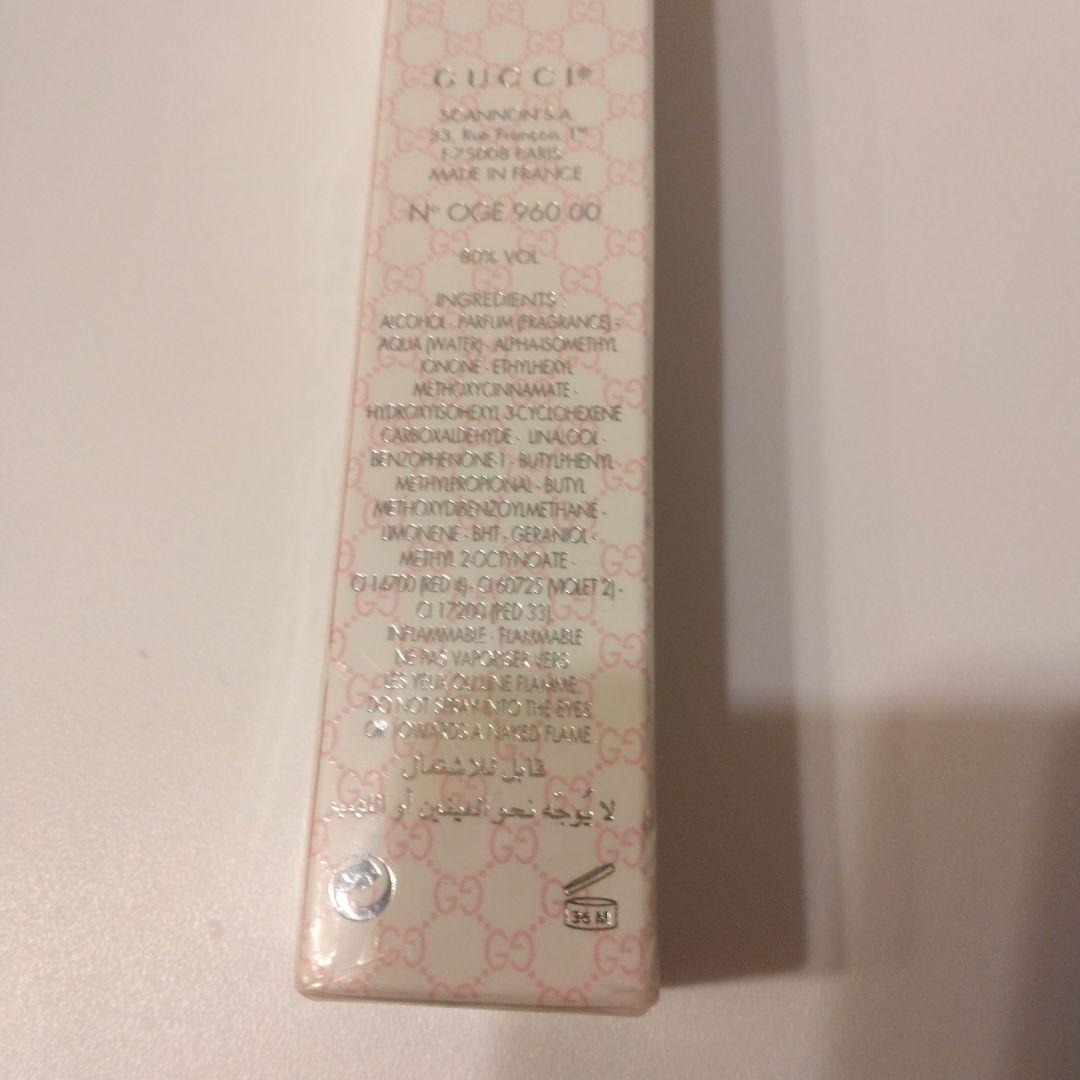 GUCCI®
SCANNON S.A
33, Rue François 1er
F-75008 PARIS
MADE IN FRANCE
N° OGE 960 00
80% VOL
INGREDIENTS :
ALCOHOL - PARFUM (FRAGRANCE) -
AQUA (WATER) - ALPHA-ISOMETHYL
IONONE - ETHYLHEXYL
METHOXYCINNAMATE -
HYDROXYISOHEXYL 3-CYCLOHEXENE
CARBOXALDEHYDE - LINALOOL -
BENZOPHENONE-1 - BUTYLPHENYL
METHYLPROPIONAL - BUTYL
METHOXYDIBENZOYLMETHANE -
LIMONENE - BHT - GERANIOL -
METHYL 2-OCTYNOATE -
CI 14700 (RED 4) - CI 60725 (VIOLET 2) -
CI 17200 (RED 33).
INFLAMMABLE - FLAMMABLE
NE PAS VAPORISER VERS
LES YEUX OU UNE FLAMME.
DO NOT SPRAY INTO THE EYES
OR TOWARDS A NAKED FLAME.
قابل للاشتعال
لا يُوجّه نحو العينين أو اللهب
36 M